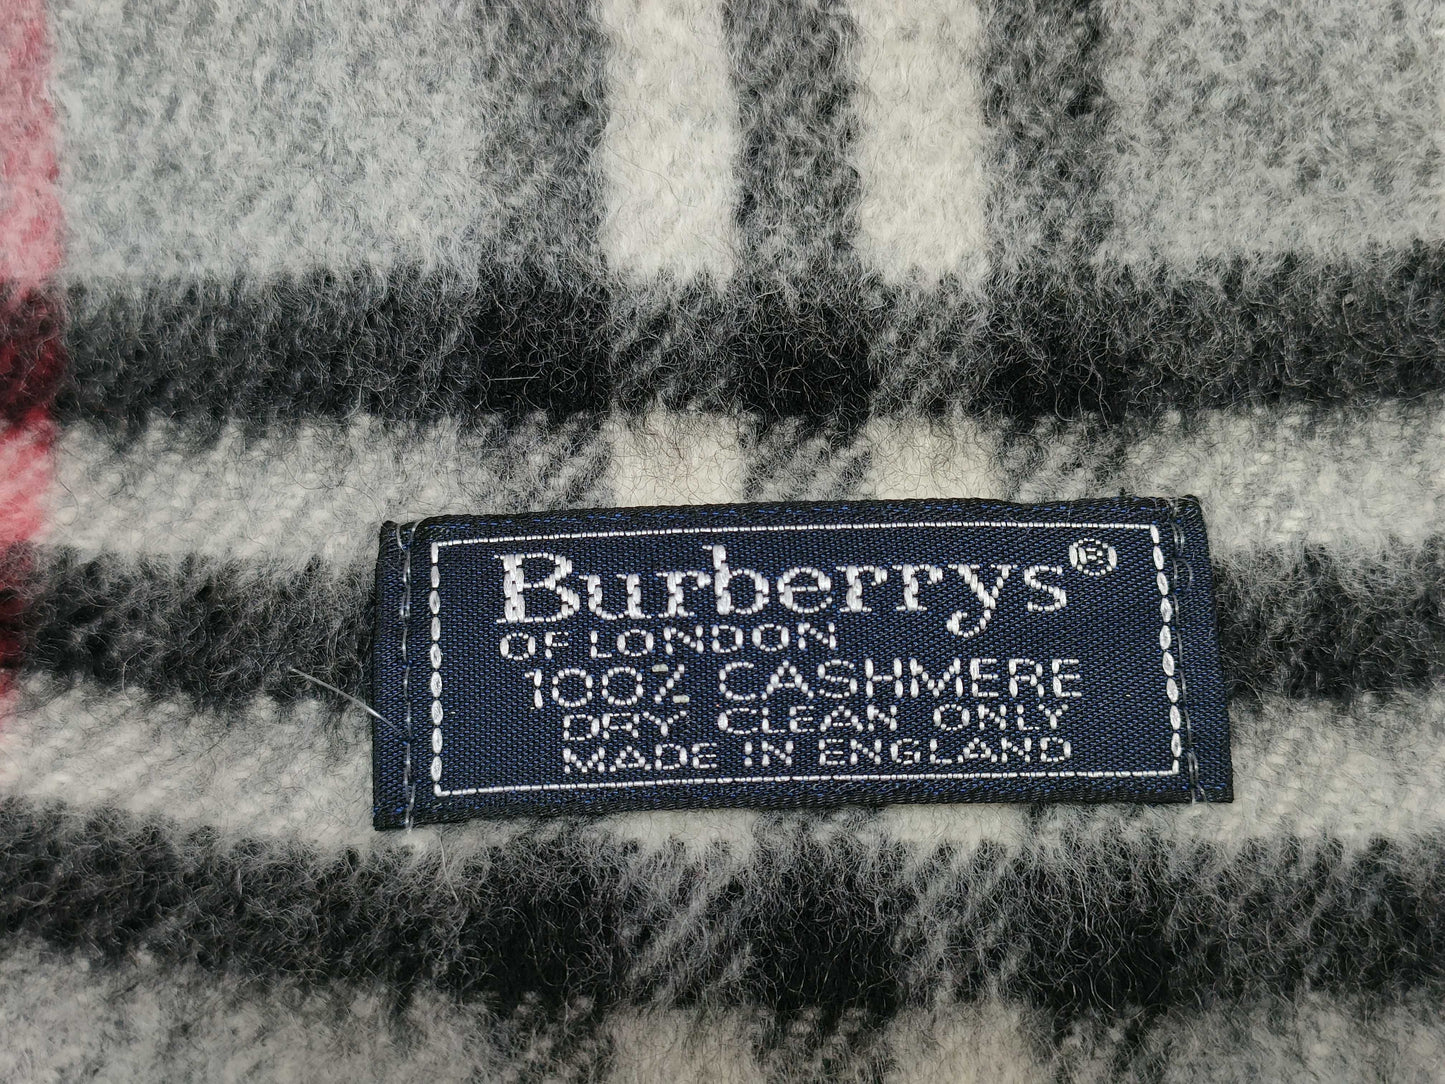 Burberrys®
OF LONDON
100% CASHMERE
DRY CLEAN ONLY
MADE IN ENGLAND